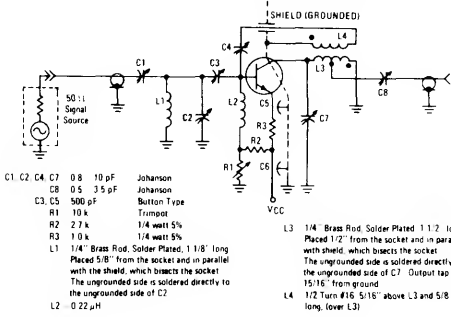 SHIELD (GROUNDED)
L4
C4
C1
C3
L3
C8
50 Ω
Signal
Source
L1
C2
L2
C5
C7
R3
R2
R1
C6
VCC
C1, C2, C4, C7 0.8 10 pF Johanson
C8 0.5 3.5 pF Johanson
C3, C5 500 pF Button Type
R1 10 k Trimpot
R2 2.7 k 1/4 watt 5%
R3 1.0 k 1/4 watt 5%
L1 1/4" Brass Rod, Solder Plated, 1 1/8" long
Placed 5/8" from the socket and in parallel
with the shield, which bisects the socket
The ungrounded side is soldered directly to
the ungrounded side of C2
L2 0.22 μH
L3 1/4" Brass Rod, Solder Plated 1 1/2
Placed 1/2" from the socket and in
with shield, which bisects the socket
The ungrounded side is soldered directly
the ungrounded side of C7 Output tap
15/16" from ground
L4 1/2 Turn #16 5/16" above L3 and 5/8
long, (over L3)